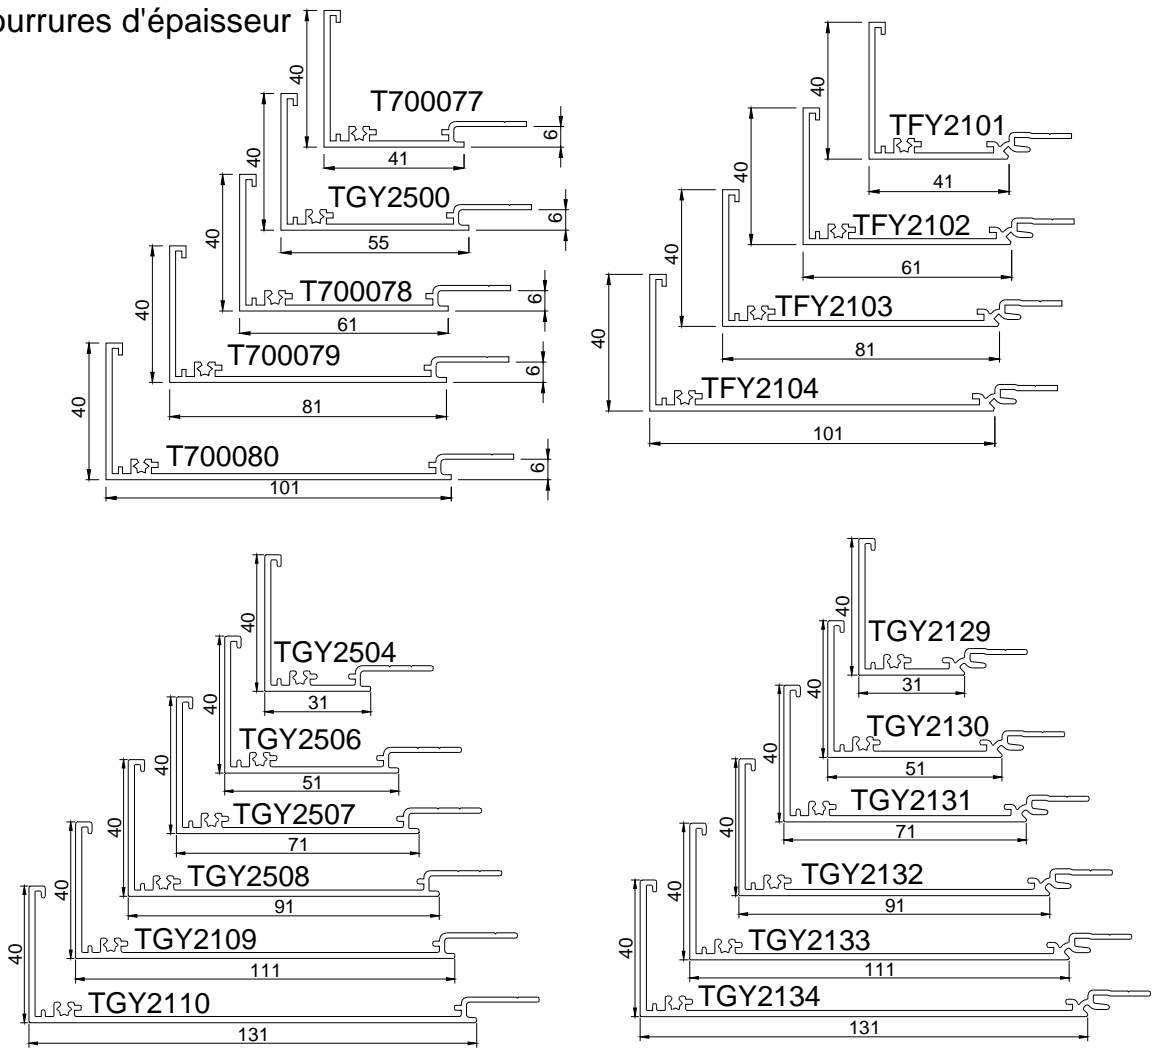 ourrures d'épaisseur
40
T700077
6
41
40
TGY2500
6
55
40
T700078
6
61
40
T700079
6
81
40
T700080
6
101
40
TFY2101
41
40
TFY2102
61
40
TFY2103
81
40
TFY2104
101
40
TGY2504
31
40
TGY2506
51
40
TGY2507
71
40
TGY2508
91
40
TGY2109
111
40
TGY2110
131
40
TGY2129
31
40
TGY2130
51
40
TGY2131
71
40
TGY2132
91
40
TGY2133
111
40
TGY2134
131